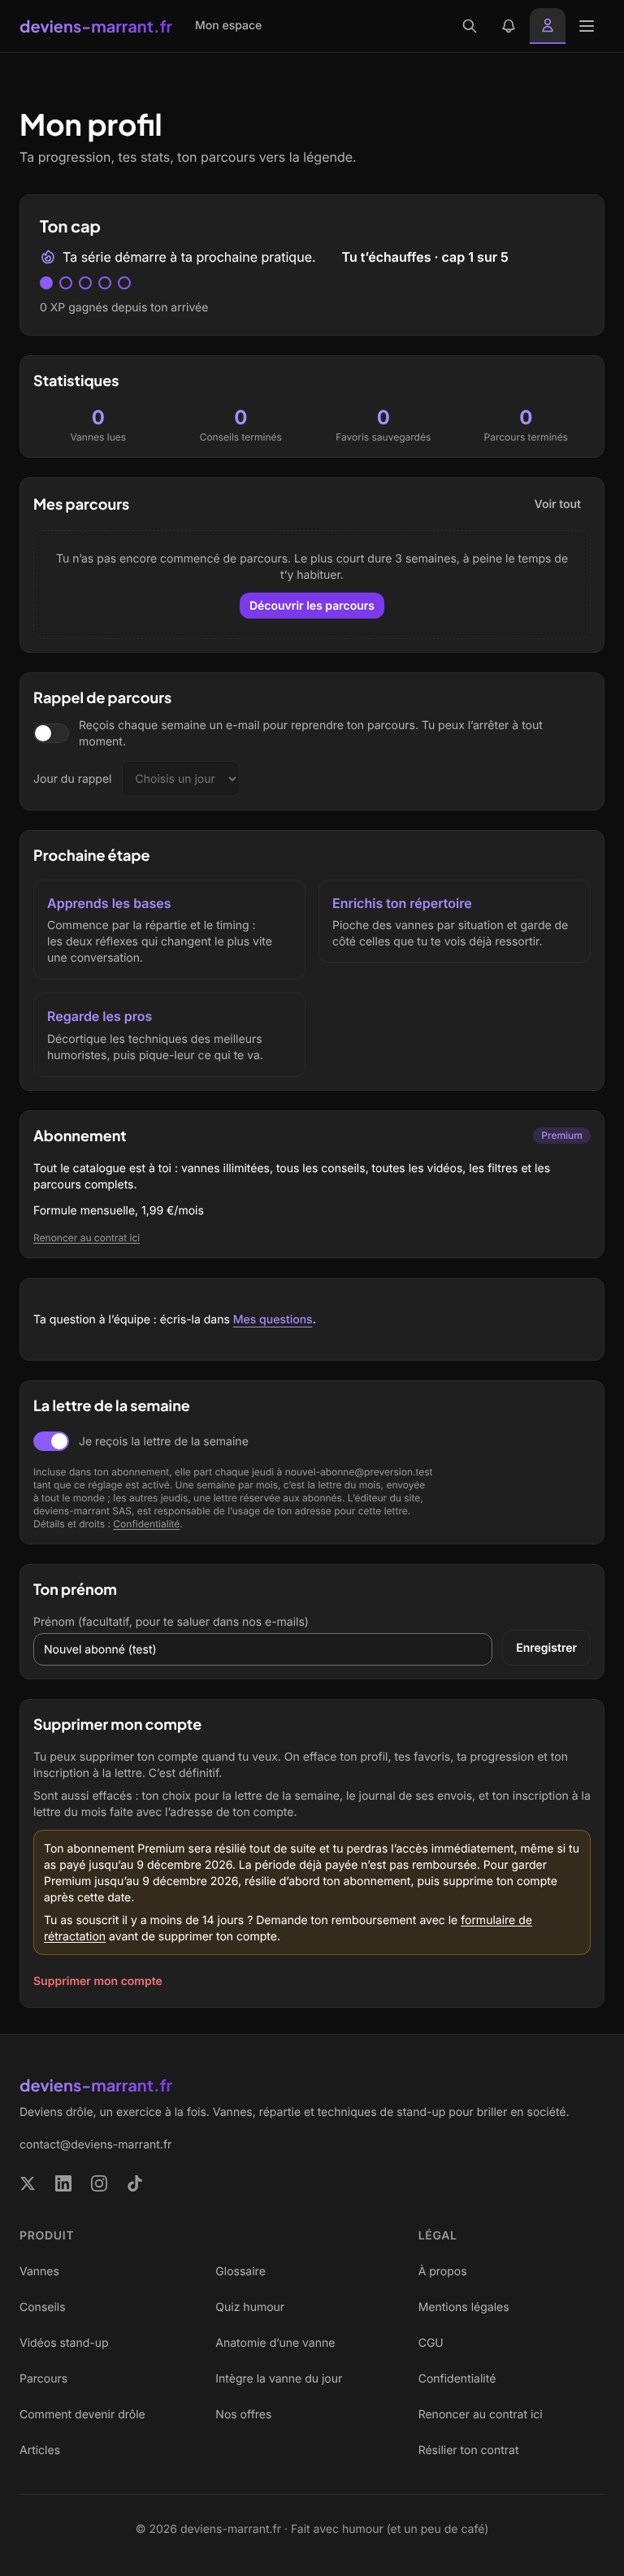 deviens-marrant.fr
Mon espace
Mon profil
Ta progression, tes stats, ton parcours vers la légende.
Ton cap
Ta série démarre à ta prochaine pratique.
Tu t’échauffes · cap 1 sur 5
0 XP gagnés depuis ton arrivée
Statistiques
0
Vannes lues
0
Conseils terminés
0
Favoris sauvegardés
0
Parcours terminés
Mes parcours
Voir tout
Tu n’as pas encore commencé de parcours. Le plus court dure 3 semaines, à peine le temps de
t’y habituer.
Découvrir les parcours
Rappel de parcours
Reçois chaque semaine un e-mail pour reprendre ton parcours. Tu peux l’arrêter à tout
moment.
Jour du rappel
Choisis un jour
Prochaine étape
Apprends les bases
Commence par la répartie et le timing :
les deux réflexes qui changent le plus vite
une conversation.
Enrichis ton répertoire
Pioche des vannes par situation et garde de
côté celles que tu te vois déjà ressortir.
Regarde les pros
Décortique les techniques des meilleurs
humoristes, puis pique-leur ce qui te va.
Abonnement
Premium
Tout le catalogue est à toi : vannes illimitées, tous les conseils, toutes les vidéos, les filtres et les
parcours complets.
Formule mensuelle, 1,99 €/mois
Renoncer au contrat ici
Ta question à l’équipe : écris-la dans Mes questions.
La lettre de la semaine
Je reçois la lettre de la semaine
Incluse dans ton abonnement, elle part chaque jeudi à nouvel-abonne@preversion.test
tant que ce réglage est activé. Une semaine par mois, c’est la lettre du mois, envoyée
à tout le monde ; les autres jeudis, une lettre réservée aux abonnés. L’éditeur du site,
deviens-marrant SAS, est responsable de l’usage de ton adresse pour cette lettre.
Détails et droits : Confidentialité.
Ton prénom
Prénom (facultatif, pour te saluer dans nos e-mails)
Nouvel abonné (test)
Enregistrer
Supprimer mon compte
Tu peux supprimer ton compte quand tu veux. On efface ton profil, tes favoris, ta progression et ton
inscription à la lettre. C’est définitif.
Sont aussi effacés : ton choix pour la lettre de la semaine, le journal de ses envois, et ton inscription à la
lettre du mois faite avec l’adresse de ton compte.
Ton abonnement Premium sera résilié tout de suite et tu perdras l’accès immédiatement, même si tu
as payé jusqu’au 9 décembre 2026. La période déjà payée n’est pas remboursée. Pour garder
Premium jusqu’au 9 décembre 2026, résilie d’abord ton abonnement, puis supprime ton compte
après cette date.
Tu as souscrit il y a moins de 14 jours ? Demande ton remboursement avec le formulaire de
rétractation avant de supprimer ton compte.
Supprimer mon compte
deviens-marrant.fr
Deviens drôle, un exercice à la fois. Vannes, répartie et techniques de stand-up pour briller en société.
contact@deviens-marrant.fr
PRODUIT
Vannes
Conseils
Vidéos stand-up
Parcours
Comment devenir drôle
Articles
Glossaire
Quiz humour
Anatomie d’une vanne
Intègre la vanne du jour
Nos offres
LÉGAL
À propos
Mentions légales
CGU
Confidentialité
Renoncer au contrat ici
Résilier ton contrat
© 2026 deviens-marrant.fr · Fait avec humour (et un peu de café)